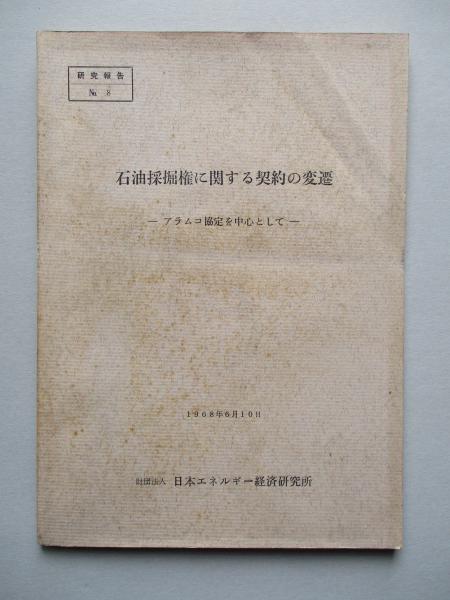 研究報告
№ 8
石油採掘権に関する契約の変遷
― アラムコ協定を中心として ―
1968年6月10日
財団法人 日本エネルギー経済研究所